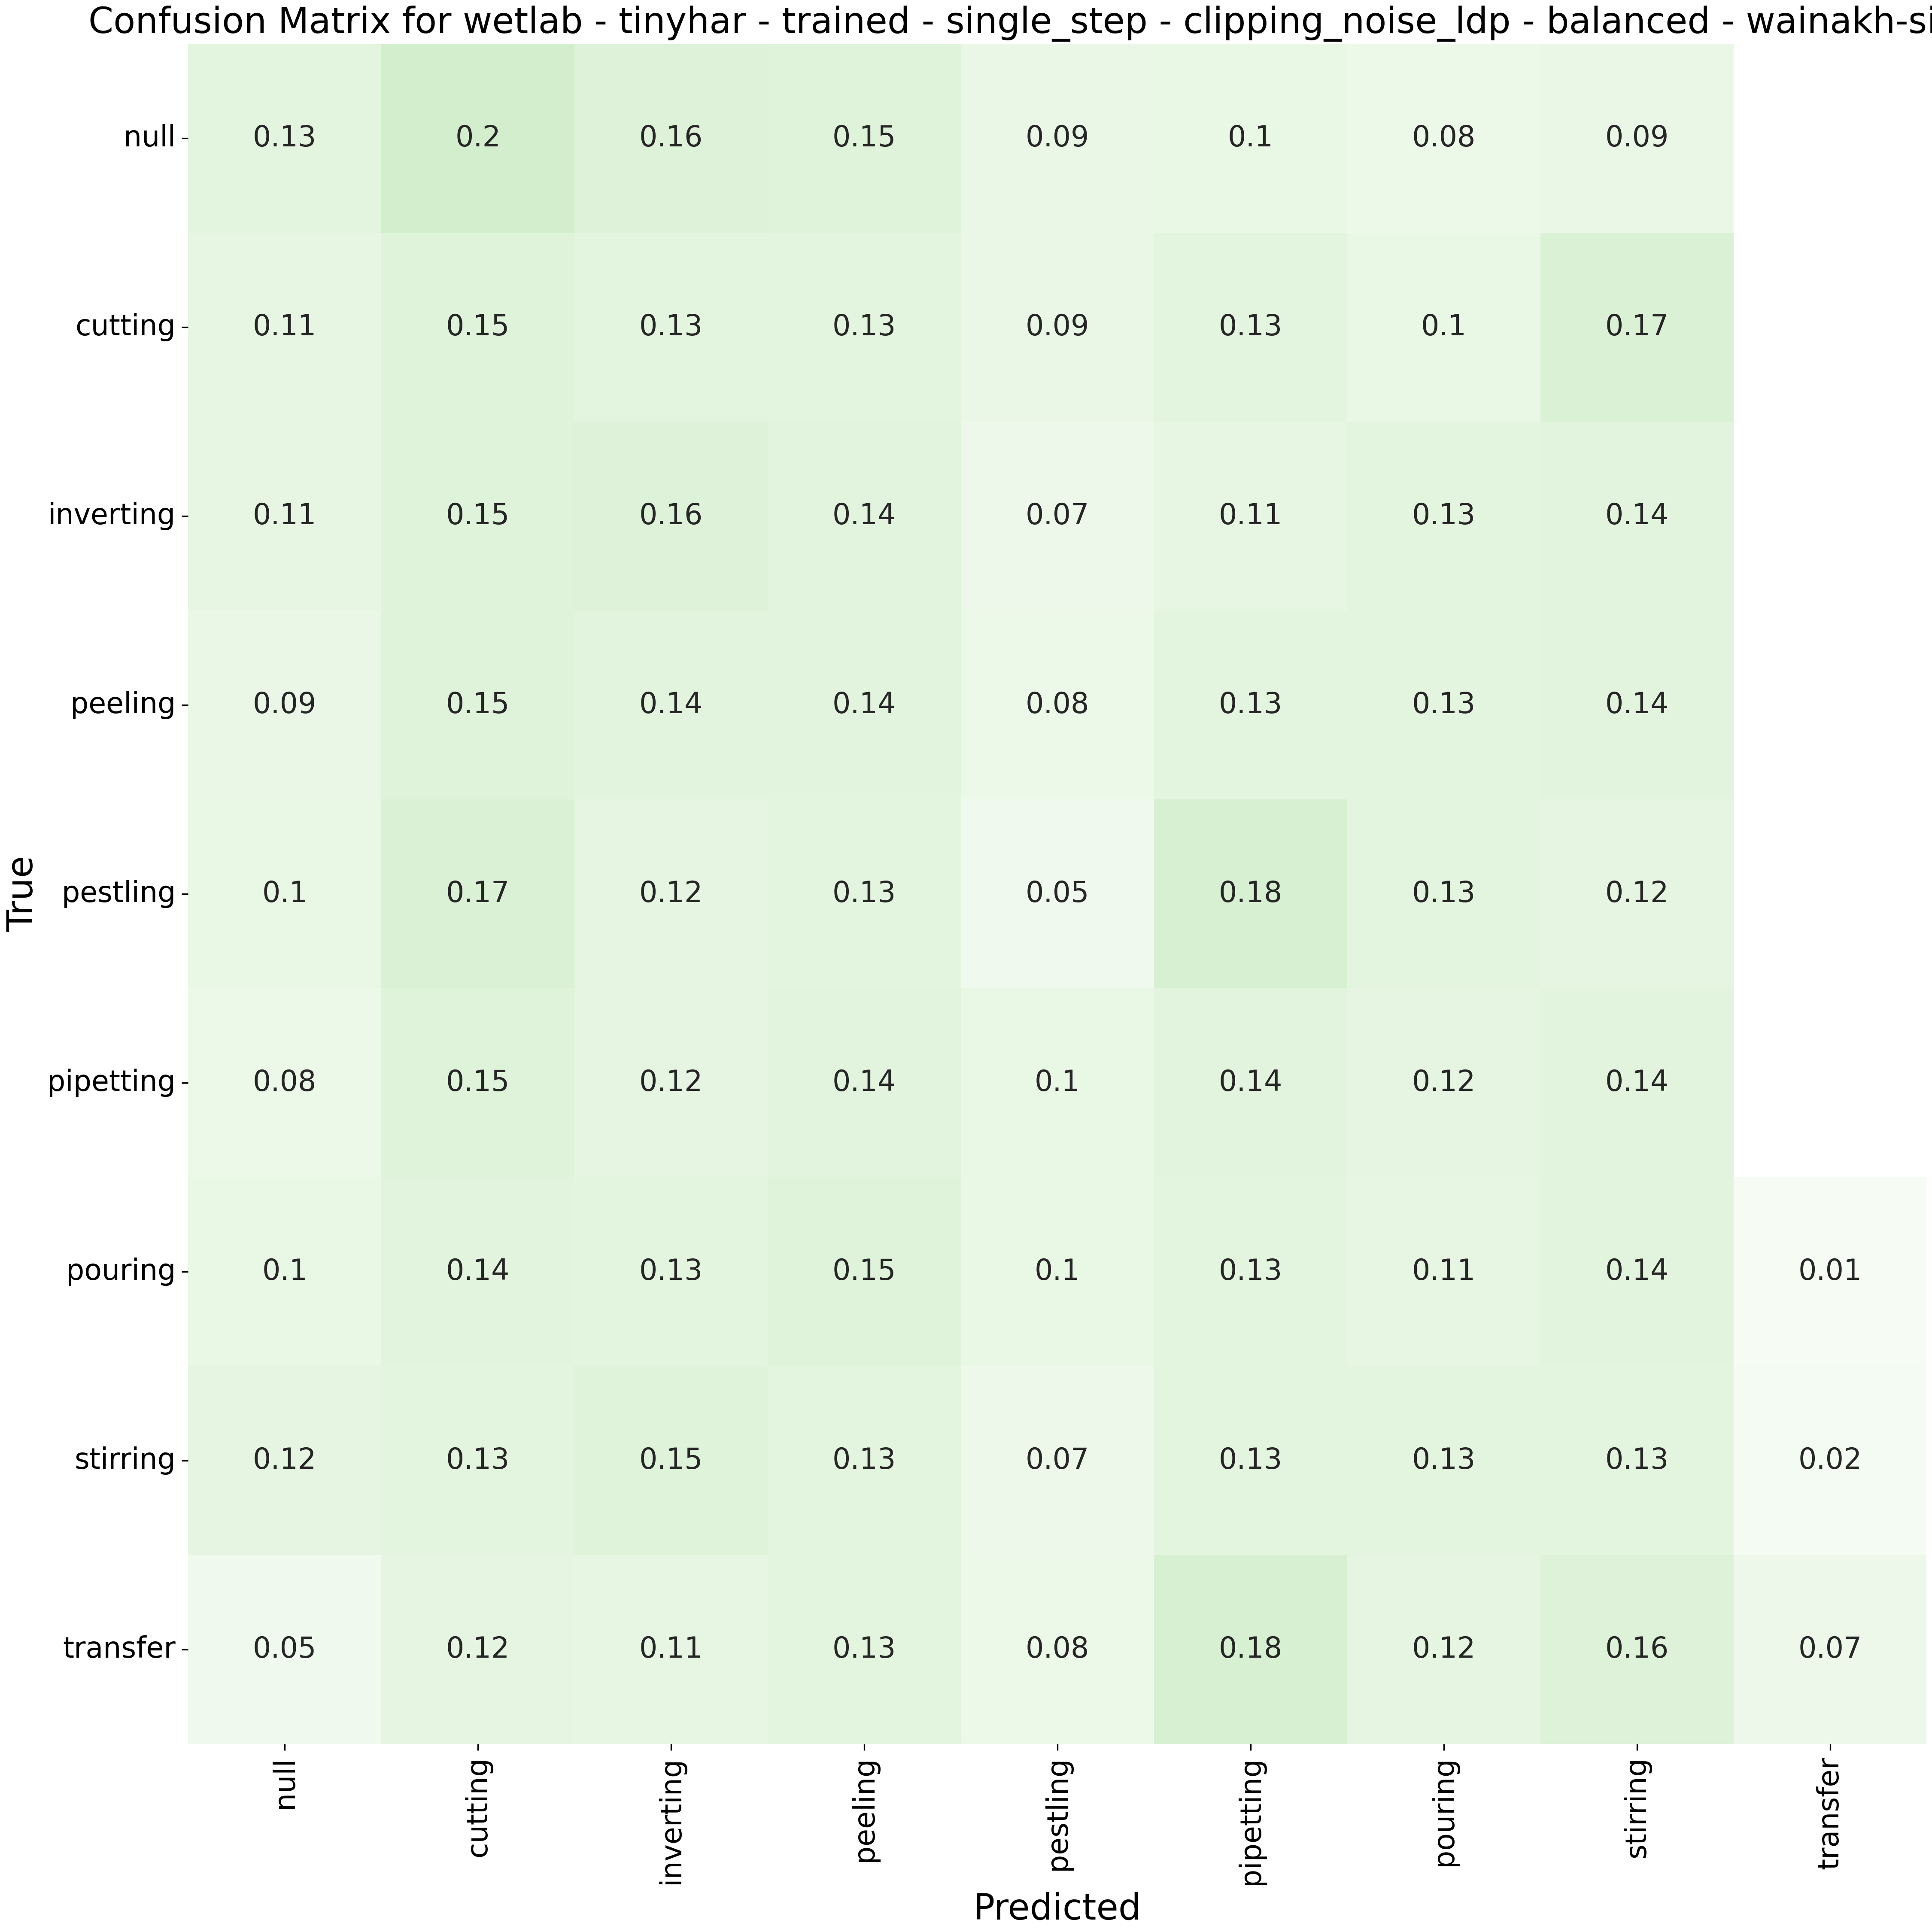 Confusion Matrix for wetlab - tinyhar - trained - single_step - clipping_noise_ldp - balanced - wainakh-si
null 0.13 0.2 0.16 0.15 0.09 0.1 0.08 0.09
cutting 0.11 0.15 0.13 0.13 0.09 0.13 0.1 0.17
inverting 0.11 0.15 0.16 0.14 0.07 0.11 0.13 0.14
peeling 0.09 0.15 0.14 0.14 0.08 0.13 0.13 0.14
pestling 0.1 0.17 0.12 0.13 0.05 0.18 0.13 0.12
pipetting 0.08 0.15 0.12 0.14 0.1 0.14 0.12 0.14
pouring 0.1 0.14 0.13 0.15 0.1 0.13 0.11 0.14 0.01
stirring 0.12 0.13 0.15 0.13 0.07 0.13 0.13 0.13 0.02
transfer 0.05 0.12 0.11 0.13 0.08 0.18 0.12 0.16 0.07
True
null cutting inverting peeling pestling pipetting pouring stirring transfer
Predicted